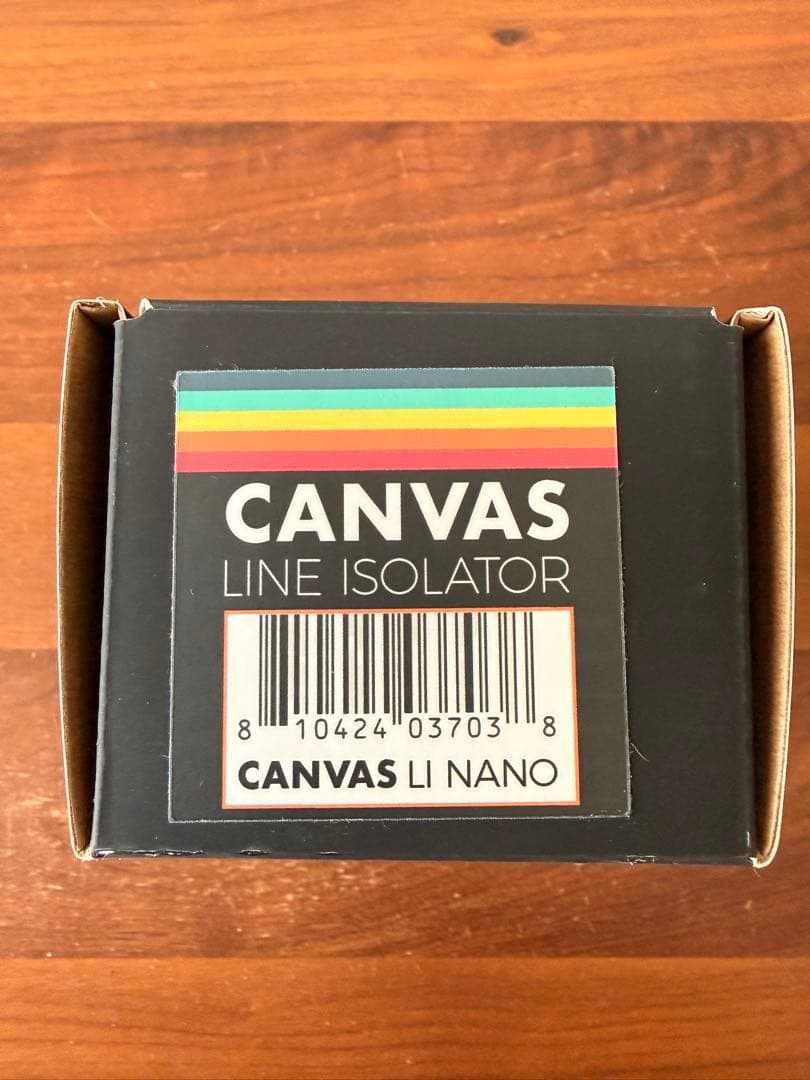 CANVAS
LINE ISOLATOR
8 10424 03703 8
CANVAS LI NANO